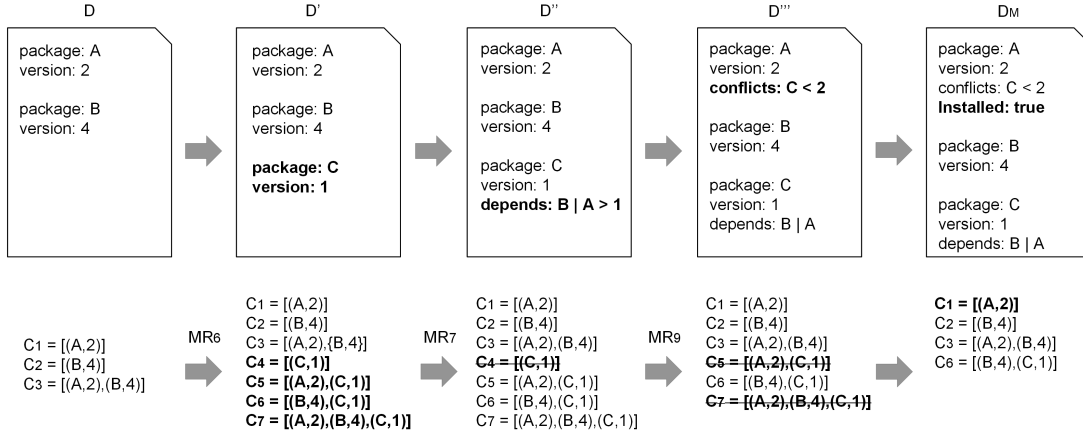 D
package: A
version: 2
package: B
version: 4
C1 = [(A,2)]
C2 = [(B,4)]
C3 = [(A,2),(B,4)]
MR6
D'
package: A
version: 2
package: B
version: 4
package: C
version: 1
C1 = [(A,2)]
C2 = [(B,4)]
C3 = [(A,2),{B,4}]
C4 = [(C,1)]
C5 = [(A,2),(C,1)]
C6 = [(B,4),(C,1)]
C7 = [(A,2),(B,4),(C,1)]
MR7
D''
package: A
version: 2
package: B
version: 4
package: C
version: 1
depends: B | A > 1
C1 = [(A,2)]
C2 = [(B,4)]
C3 = [(A,2),(B,4)]
C4 = [(C,1)]
C5 = [(A,2),(C,1)]
C6 = [(B,4),(C,1)]
C7 = [(A,2),(B,4),(C,1)]
MR9
D'''
package: A
version: 2
conflicts: C < 2
package: B
version: 4
package: C
version: 1
depends: B | A
C1 = [(A,2)]
C2 = [(B,4)]
C3 = [(A,2),(B,4)]
C5 = [(A,2),(C,1)]
C6 = [(B,4),(C,1)]
C7 = [(A,2),(B,4),(C,1)]
DM
package: A
version: 2
conflicts: C < 2
Installed: true
package: B
version: 4
package: C
version: 1
depends: B | A
C1 = [(A,2)]
C2 = [(B,4)]
C3 = [(A,2),(B,4)]
C6 = [(B,4),(C,1)]